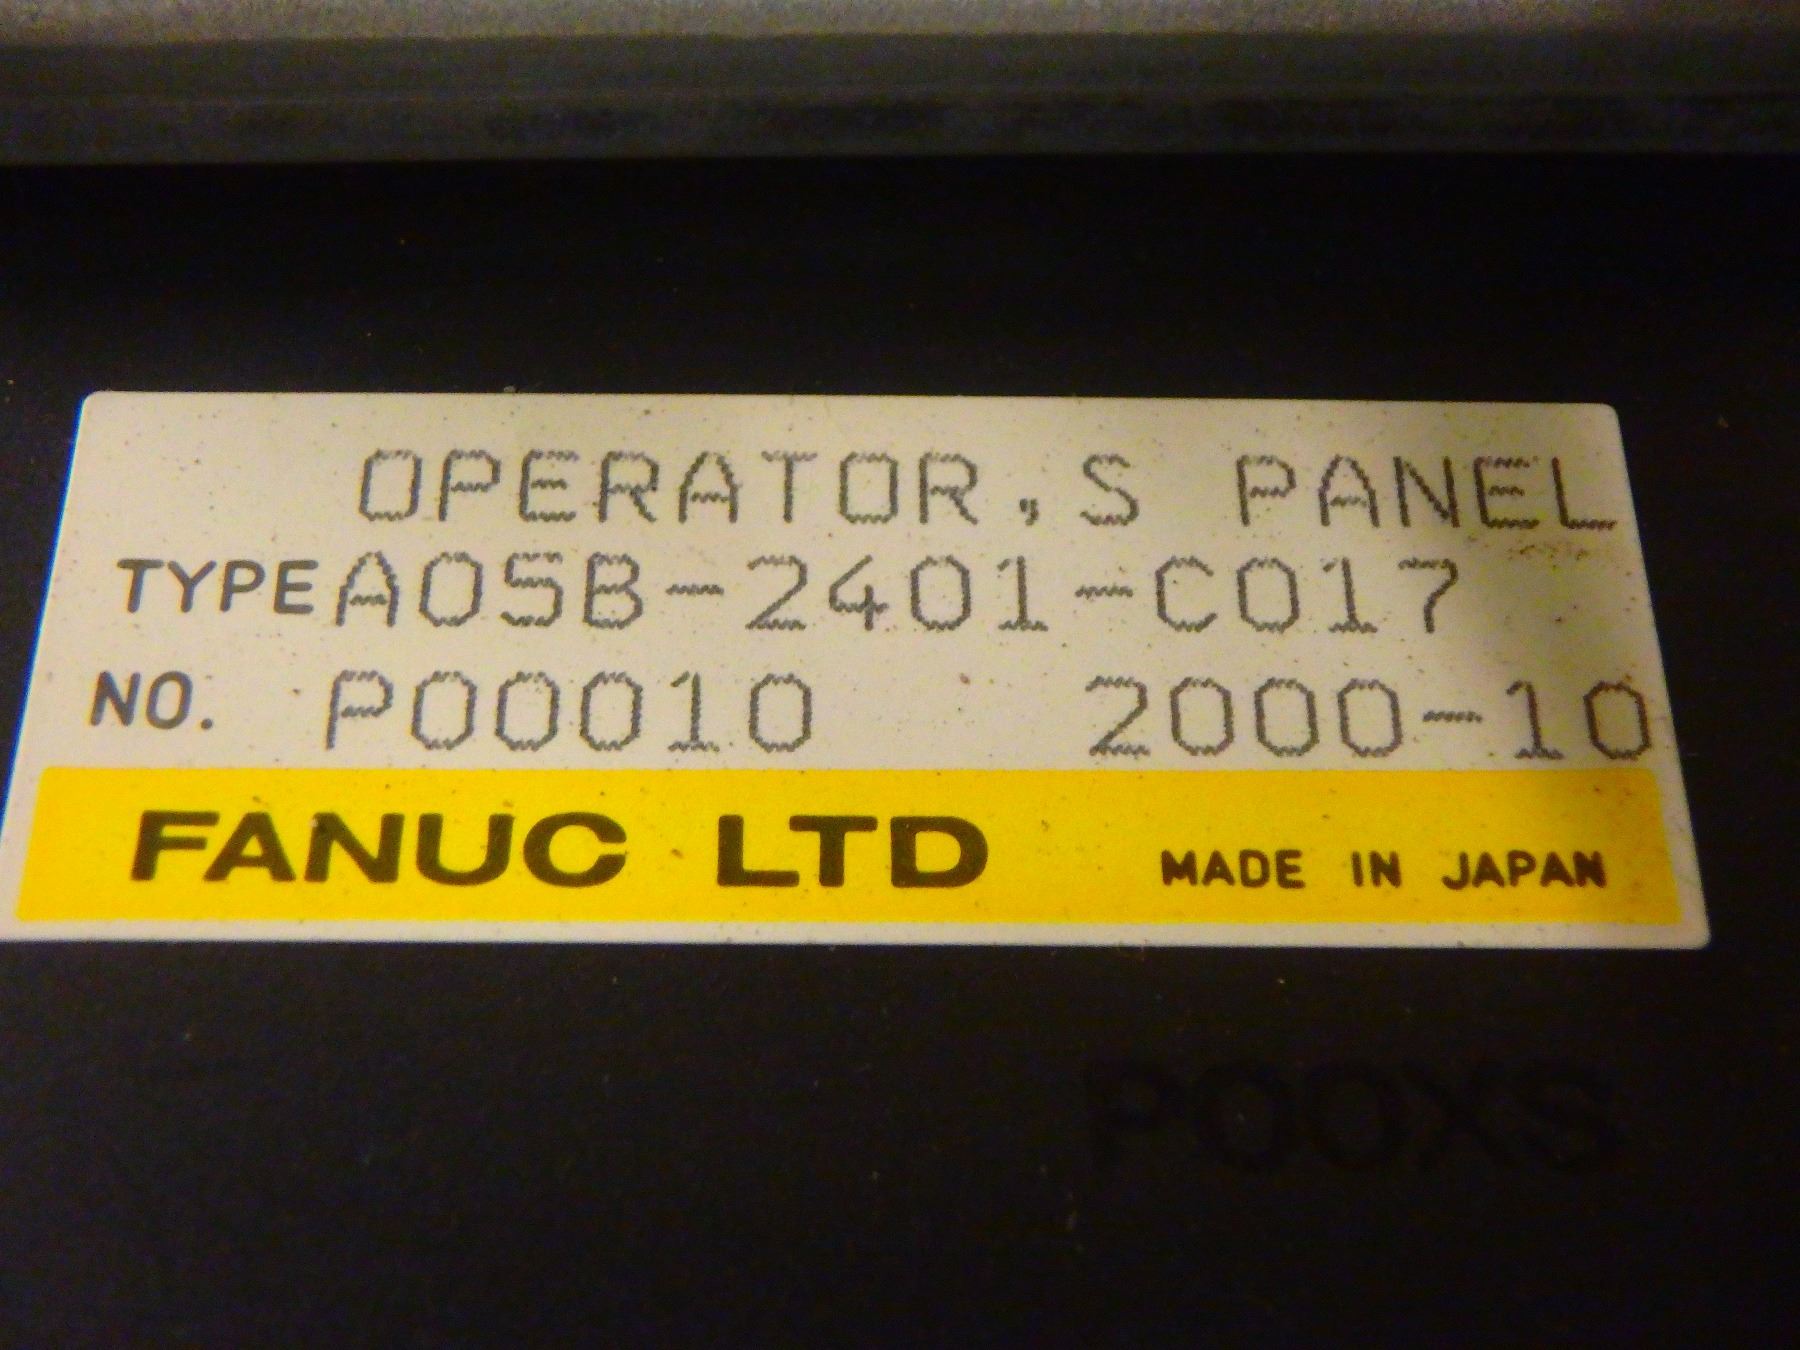 OPERATOR,S PANEL
TYPE A05B-2401-C017
NO. P00010 2000-10
FANUC LTD MADE IN JAPAN